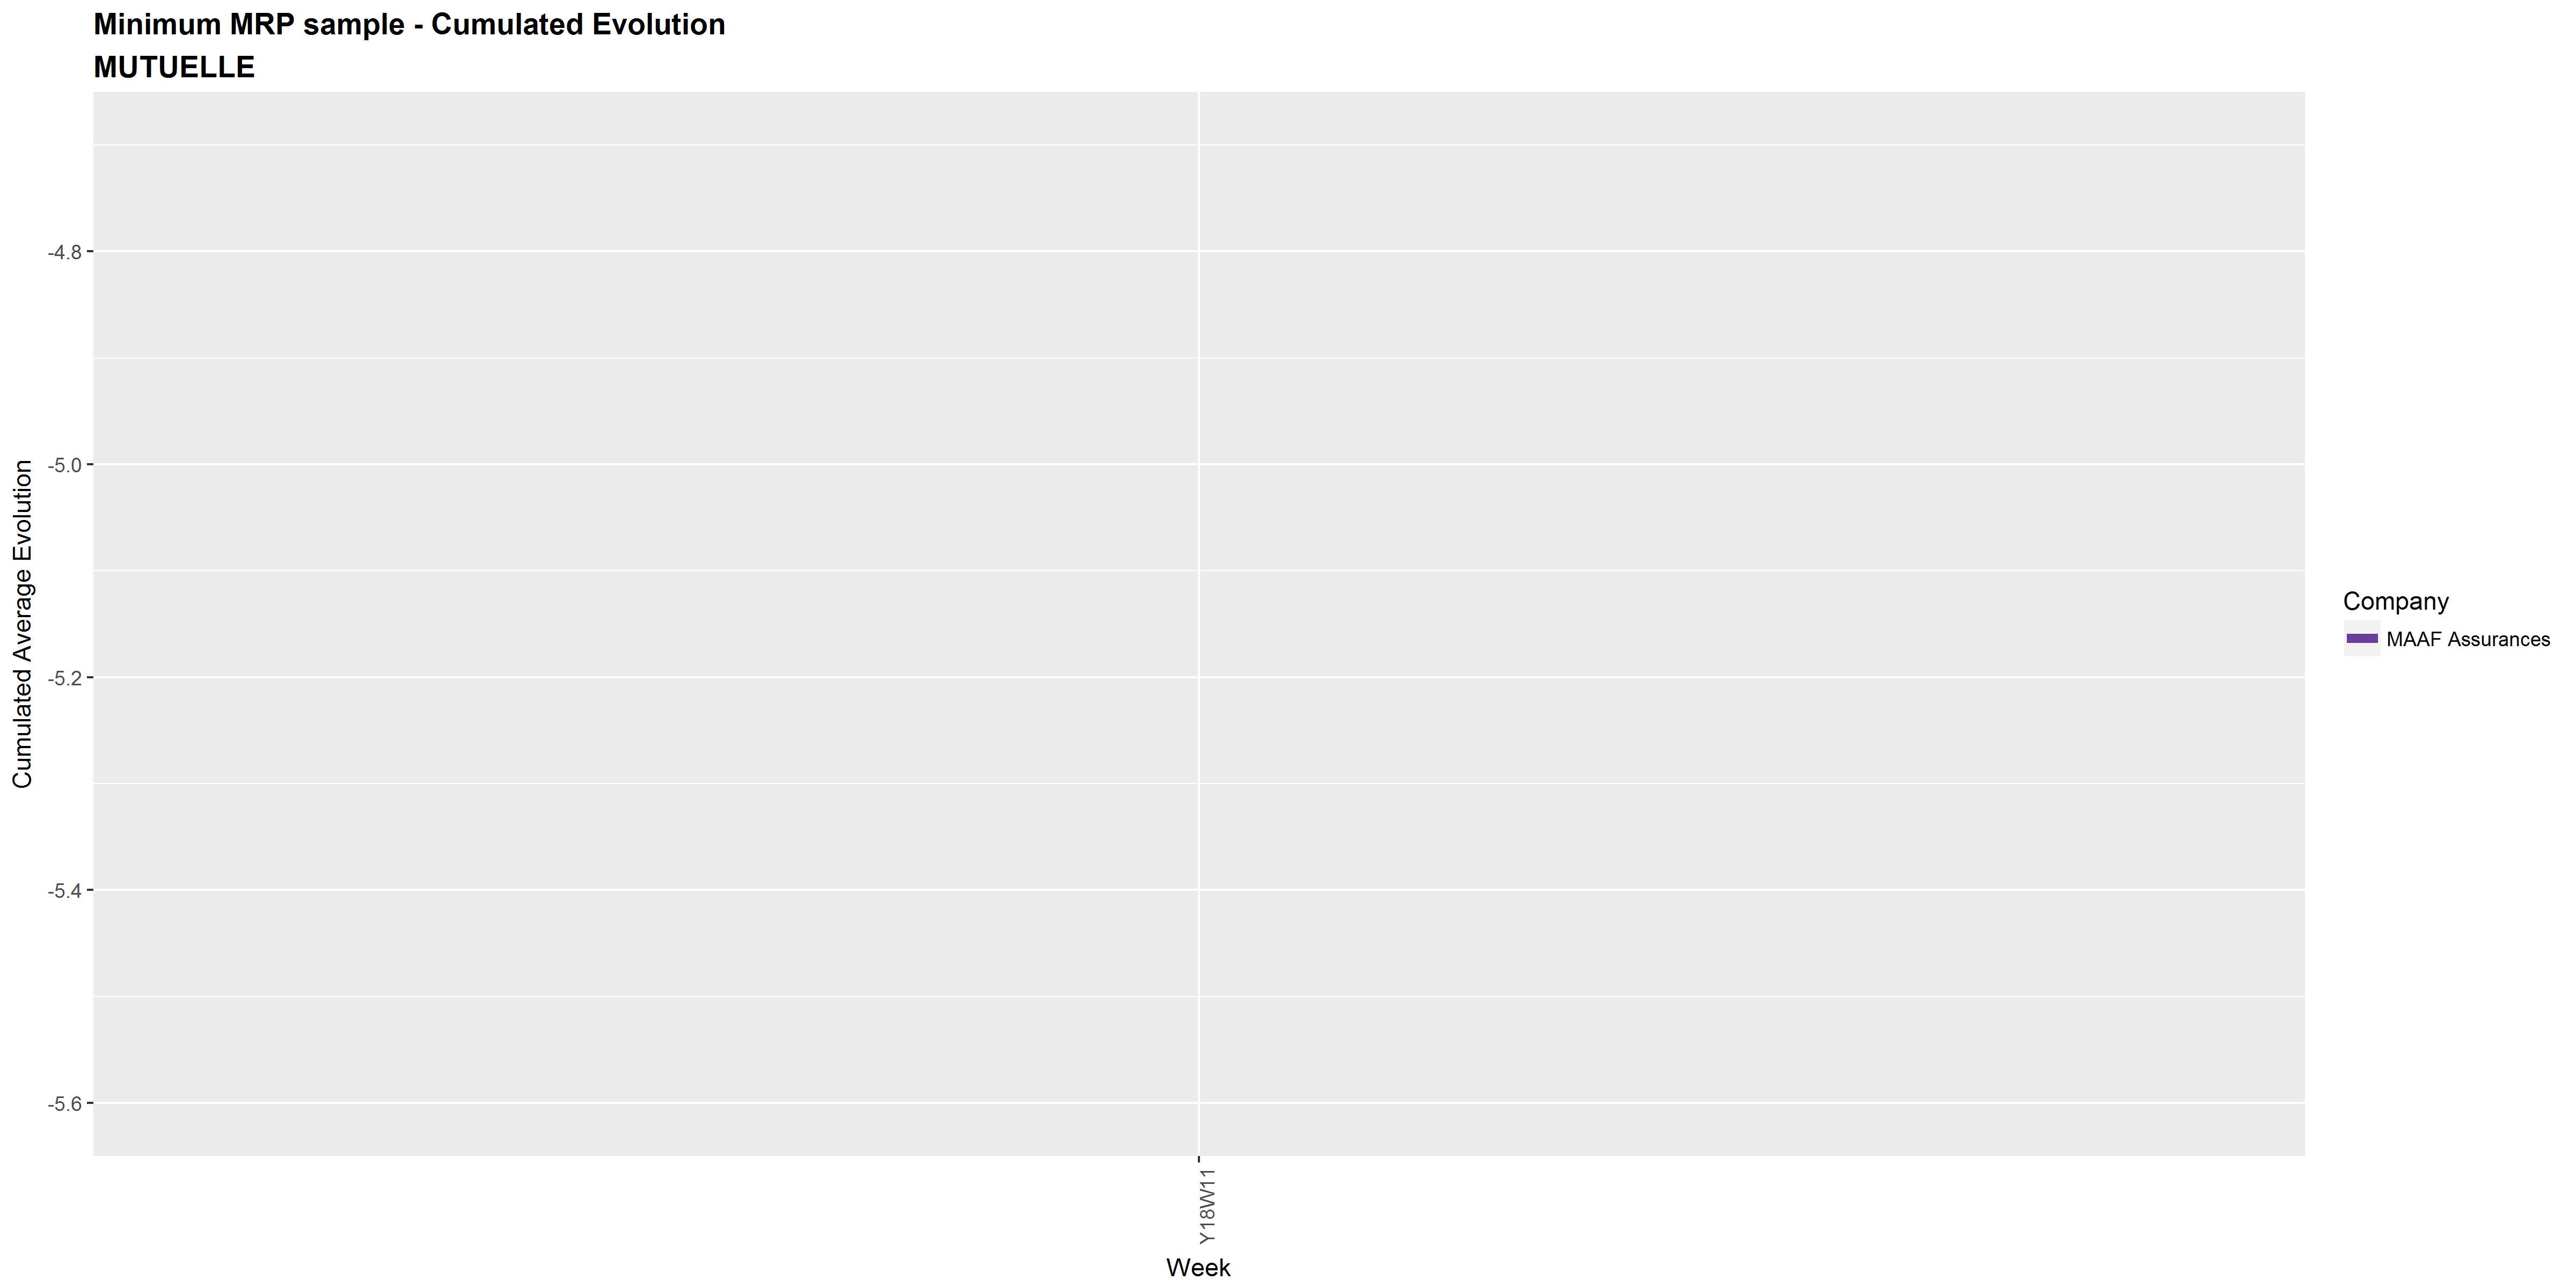 Minimum MRP sample - Cumulated Evolution
MUTUELLE
Cumulated Average Evolution
-4.8
-5.0
-5.2
-5.4
-5.6
Y18W11
Week
Company
MAAF Assurances